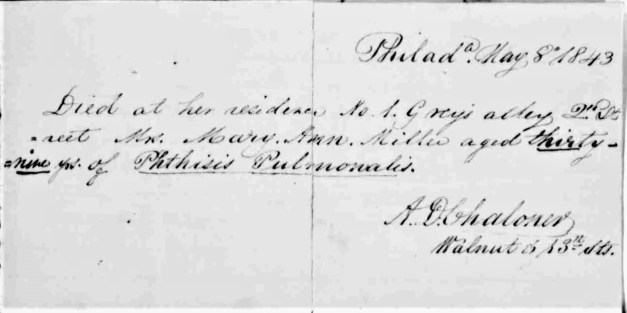 Philadᵃ. May 8ᵗʰ 1843
Died at her residence No. 1. Greys alley 2ⁿᵈ St
=reet Mrs. Mary. Ann. Miller aged thirty-
=nine yrs. of Phthisis Pulmonalis.
A. D. Chaloner
Walnut & 13ᵗʰ Sts.